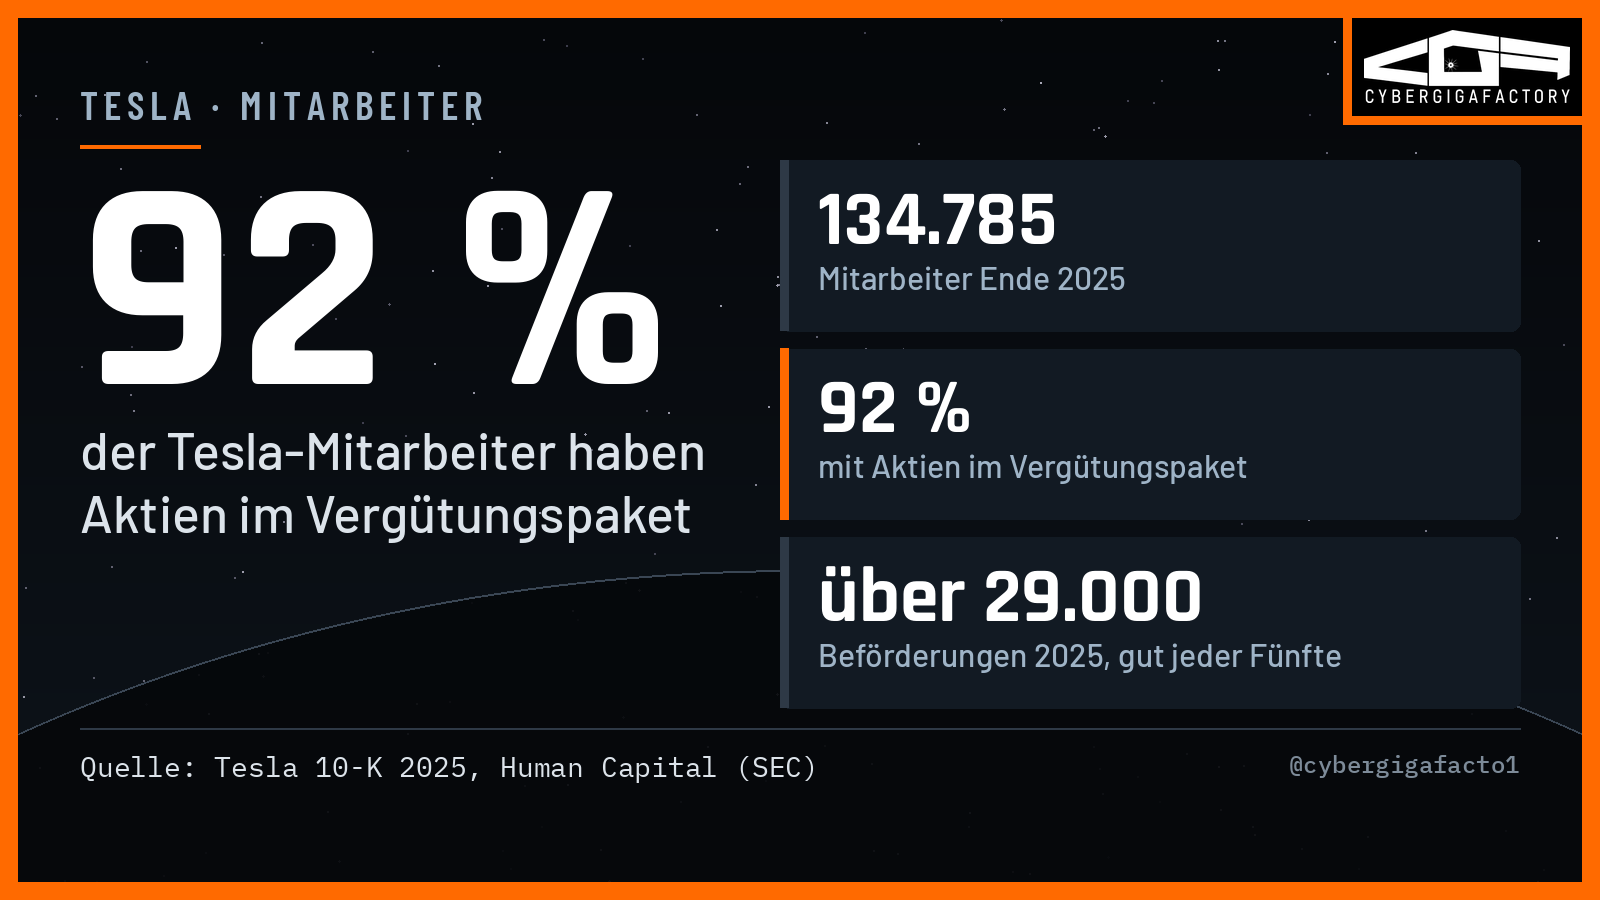 CYBERGIGAFACTORY
TESLA · MITARBEITER
92 %
der Tesla-Mitarbeiter haben
Aktien im Vergütungspaket
134.785
Mitarbeiter Ende 2025
92 %
mit Aktien im Vergütungspaket
über 29.000
Beförderungen 2025, gut jeder Fünfte
Quelle: Tesla 10-K 2025, Human Capital (SEC)
@cybergigafacto1